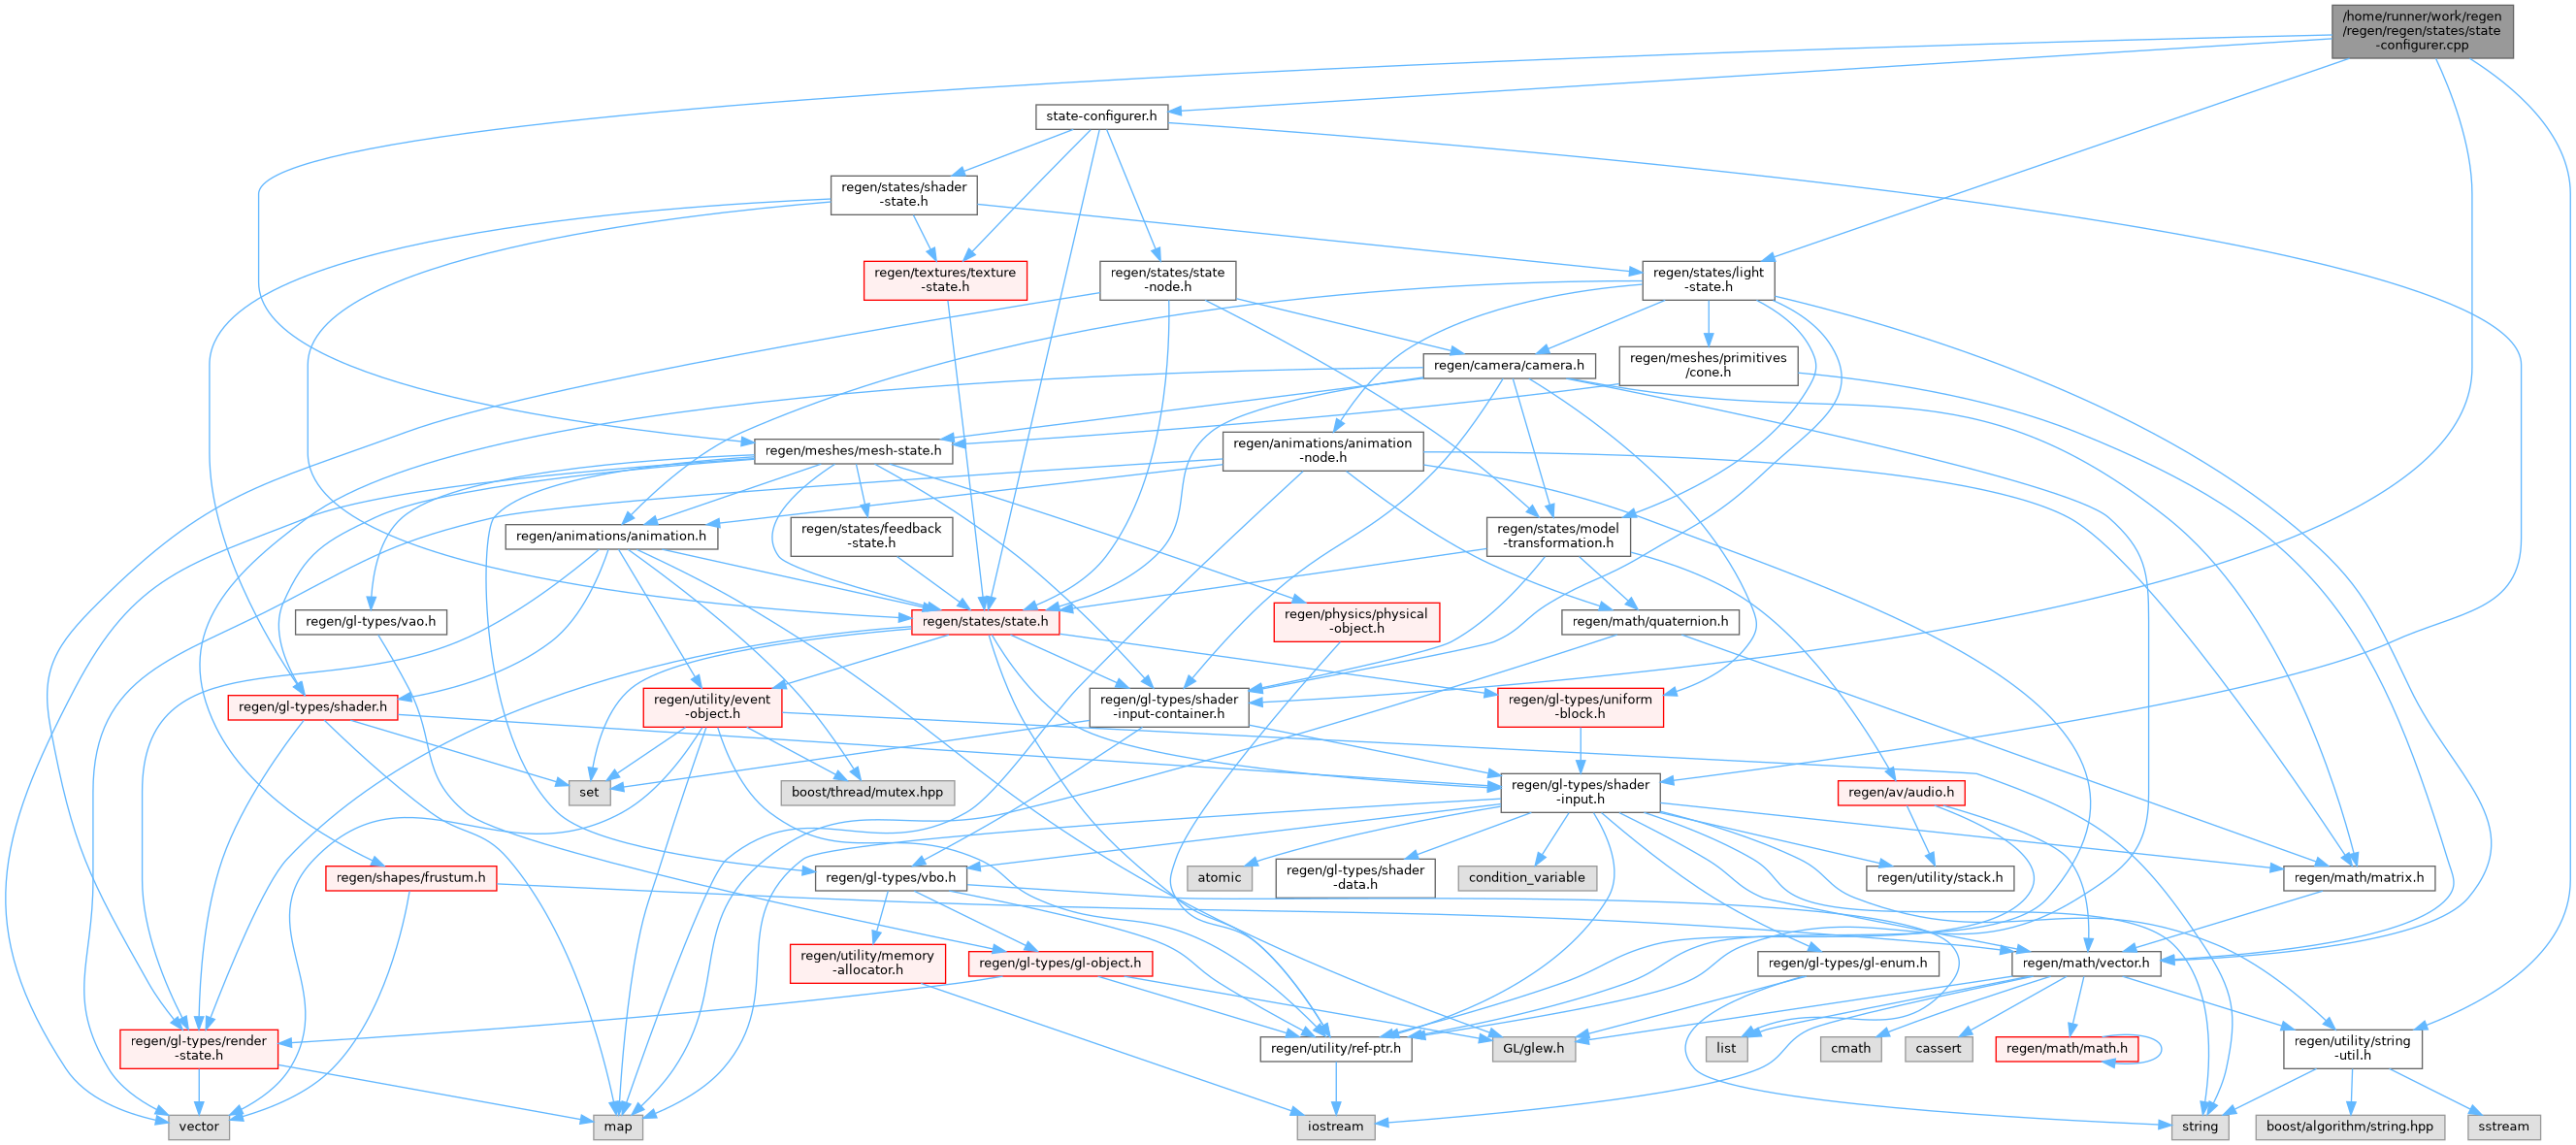 /home/runner/work/regen
/regen/regen/states/state
-configurer.cpp
state-configurer.h
regen/states/shader
-state.h
regen/textures/texture
-state.h
regen/states/state
-node.h
regen/states/light
-state.h
regen/camera/camera.h
regen/meshes/primitives
/cone.h
regen/meshes/mesh-state.h
regen/animations/animation
-node.h
regen/animations/animation.h
regen/states/feedback
-state.h
regen/states/model
-transformation.h
regen/gl-types/vao.h
regen/states/state.h
regen/physics/physical
-object.h
regen/math/quaternion.h
regen/gl-types/shader.h
regen/utility/event
-object.h
regen/gl-types/shader
-input-container.h
regen/gl-types/uniform
-block.h
set
boost/thread/mutex.hpp
regen/gl-types/shader
-input.h
regen/av/audio.h
regen/shapes/frustum.h
regen/gl-types/vbo.h
atomic
regen/gl-types/shader
-data.h
condition_variable
regen/utility/stack.h
regen/math/matrix.h
regen/utility/memory
-allocator.h
regen/gl-types/gl-object.h
regen/gl-types/gl-enum.h
regen/math/vector.h
regen/gl-types/render
-state.h
regen/utility/ref-ptr.h
GL/glew.h
list
cmath
cassert
regen/math/math.h
regen/utility/string
-util.h
vector
map
iostream
string
boost/algorithm/string.hpp
sstream